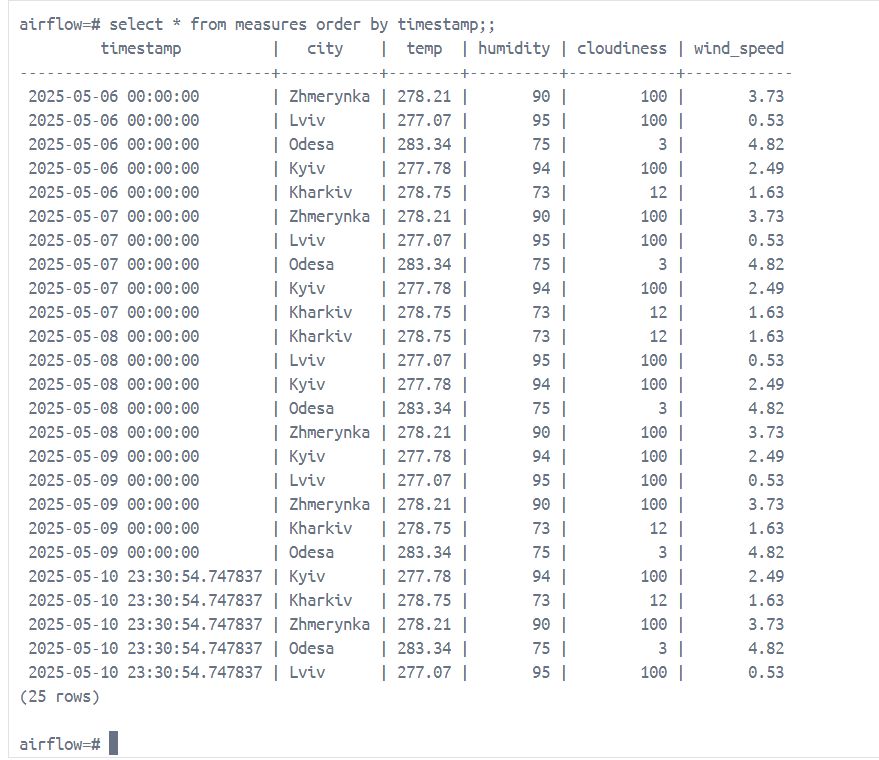 airflow=# select * from measures order by timestamp;;
         timestamp          |   city    |  temp  | humidity | cloudiness | wind_speed
----------------------------+-----------+--------+----------+------------+------------
 2025-05-06 00:00:00        | Zhmerynka | 278.21 |       90 |        100 |       3.73
 2025-05-06 00:00:00        | Lviv      | 277.07 |       95 |        100 |       0.53
 2025-05-06 00:00:00        | Odesa     | 283.34 |       75 |          3 |       4.82
 2025-05-06 00:00:00        | Kyiv      | 277.78 |       94 |        100 |       2.49
 2025-05-06 00:00:00        | Kharkiv   | 278.75 |       73 |         12 |       1.63
 2025-05-07 00:00:00        | Zhmerynka | 278.21 |       90 |        100 |       3.73
 2025-05-07 00:00:00        | Lviv      | 277.07 |       95 |        100 |       0.53
 2025-05-07 00:00:00        | Odesa     | 283.34 |       75 |          3 |       4.82
 2025-05-07 00:00:00        | Kyiv      | 277.78 |       94 |        100 |       2.49
 2025-05-07 00:00:00        | Kharkiv   | 278.75 |       73 |         12 |       1.63
 2025-05-08 00:00:00        | Kharkiv   | 278.75 |       73 |         12 |       1.63
 2025-05-08 00:00:00        | Lviv      | 277.07 |       95 |        100 |       0.53
 2025-05-08 00:00:00        | Kyiv      | 277.78 |       94 |        100 |       2.49
 2025-05-08 00:00:00        | Odesa     | 283.34 |       75 |          3 |       4.82
 2025-05-08 00:00:00        | Zhmerynka | 278.21 |       90 |        100 |       3.73
 2025-05-09 00:00:00        | Kyiv      | 277.78 |       94 |        100 |       2.49
 2025-05-09 00:00:00        | Lviv      | 277.07 |       95 |        100 |       0.53
 2025-05-09 00:00:00        | Zhmerynka | 278.21 |       90 |        100 |       3.73
 2025-05-09 00:00:00        | Kharkiv   | 278.75 |       73 |         12 |       1.63
 2025-05-09 00:00:00        | Odesa     | 283.34 |       75 |          3 |       4.82
 2025-05-10 23:30:54.747837 | Kyiv      | 277.78 |       94 |        100 |       2.49
 2025-05-10 23:30:54.747837 | Kharkiv   | 278.75 |       73 |         12 |       1.63
 2025-05-10 23:30:54.747837 | Zhmerynka | 278.21 |       90 |        100 |       3.73
 2025-05-10 23:30:54.747837 | Odesa     | 283.34 |       75 |          3 |       4.82
 2025-05-10 23:30:54.747837 | Lviv      | 277.07 |       95 |        100 |       0.53
(25 rows)
airflow=#